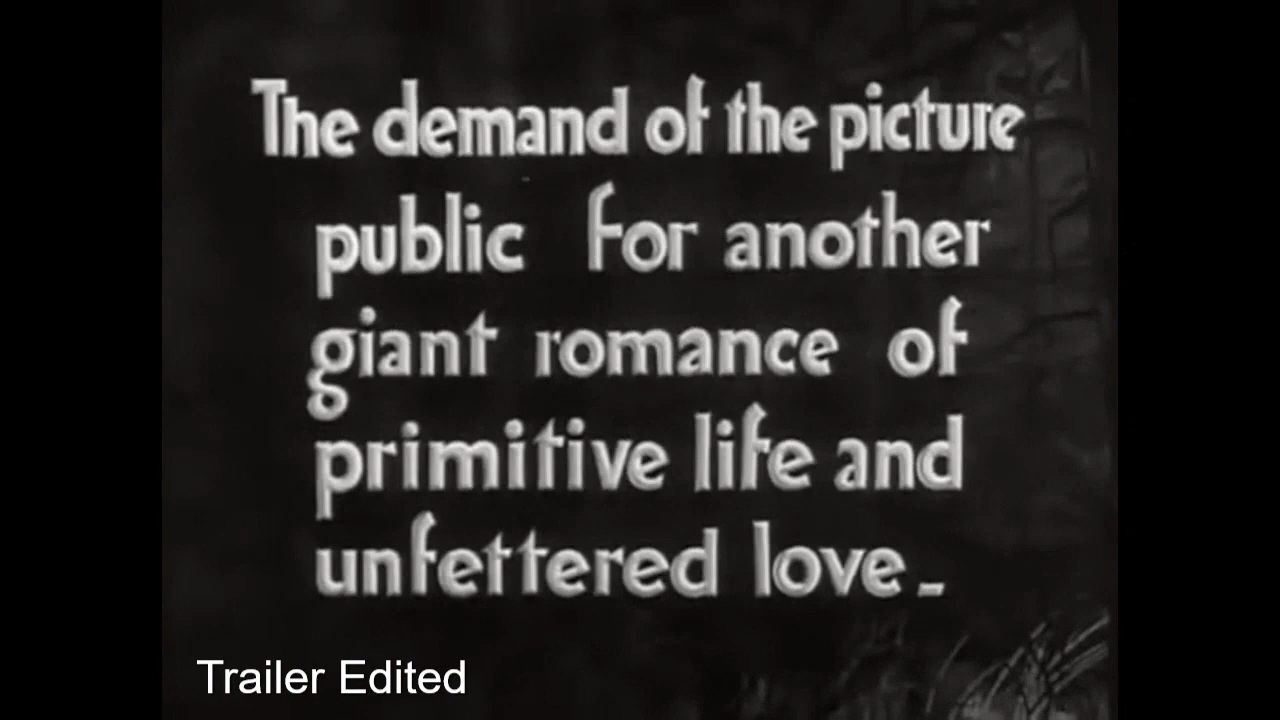 The demand of the picture
public for another
giant romance of
primitive life and
unfettered love -
Trailer Edited